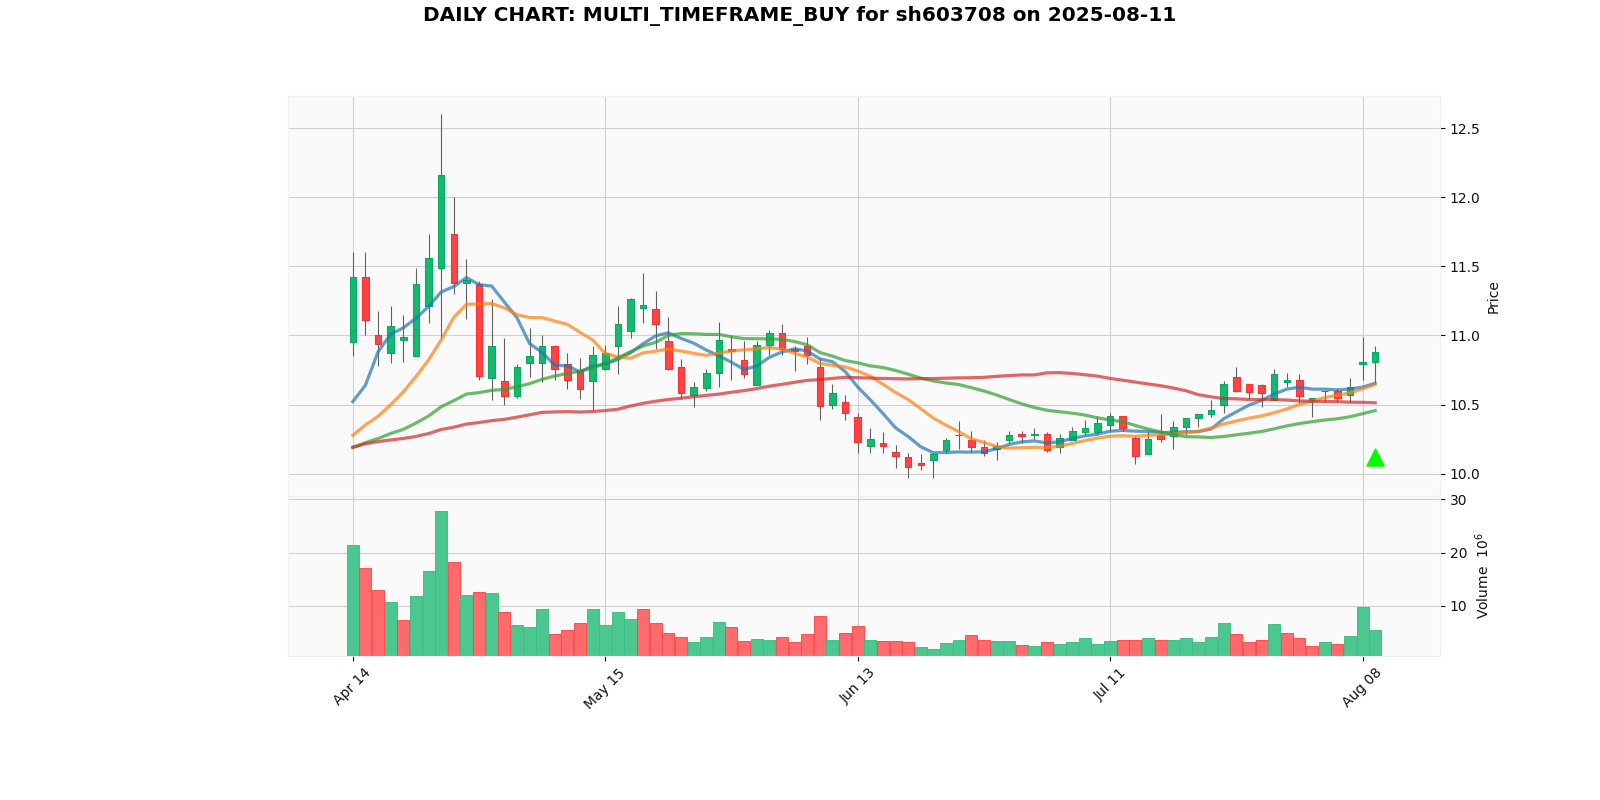 DAILY CHART: MULTI_TIMEFRAME_BUY for sh603708 on 2025-08-11
12.5
12.0
11.5
11.0
10.5
10.0
Price
30
20
10
Volume 10^6
Apr 14
May 15
Jun 13
Jul 11
Aug 08